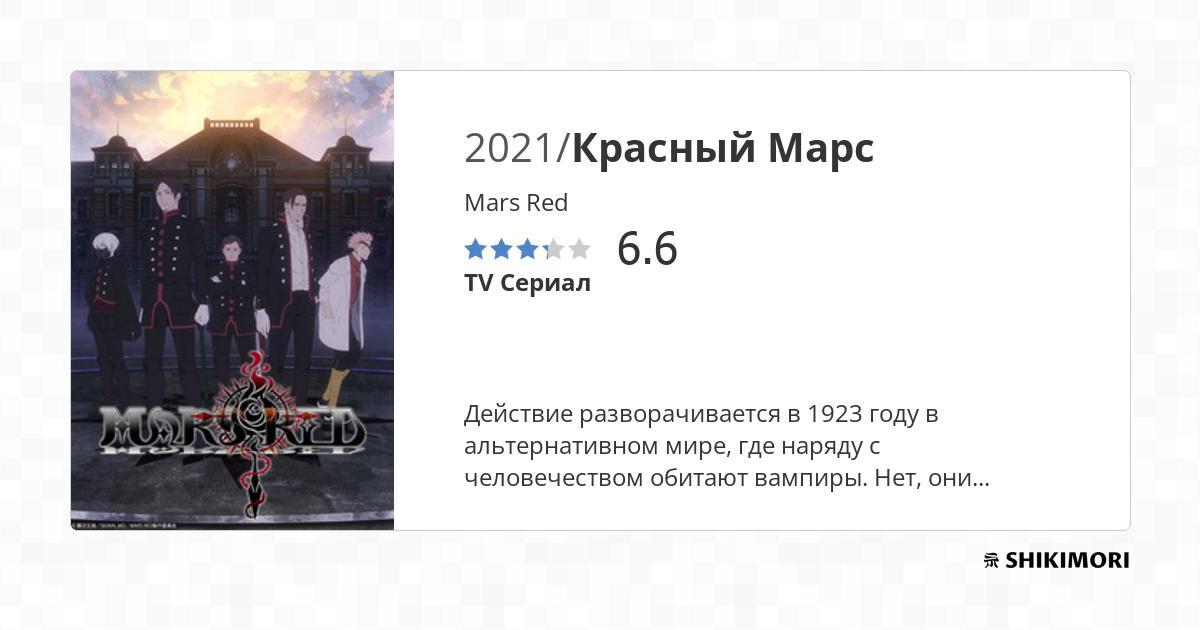 2021/Красный Марс
Mars Red
6.6
TV Сериал
Действие разворачивается в 1923 году в
альтернативном мире, где наряду с
человечеством обитают вампиры. Нет, они...
MARS RED
SHIKIMORI